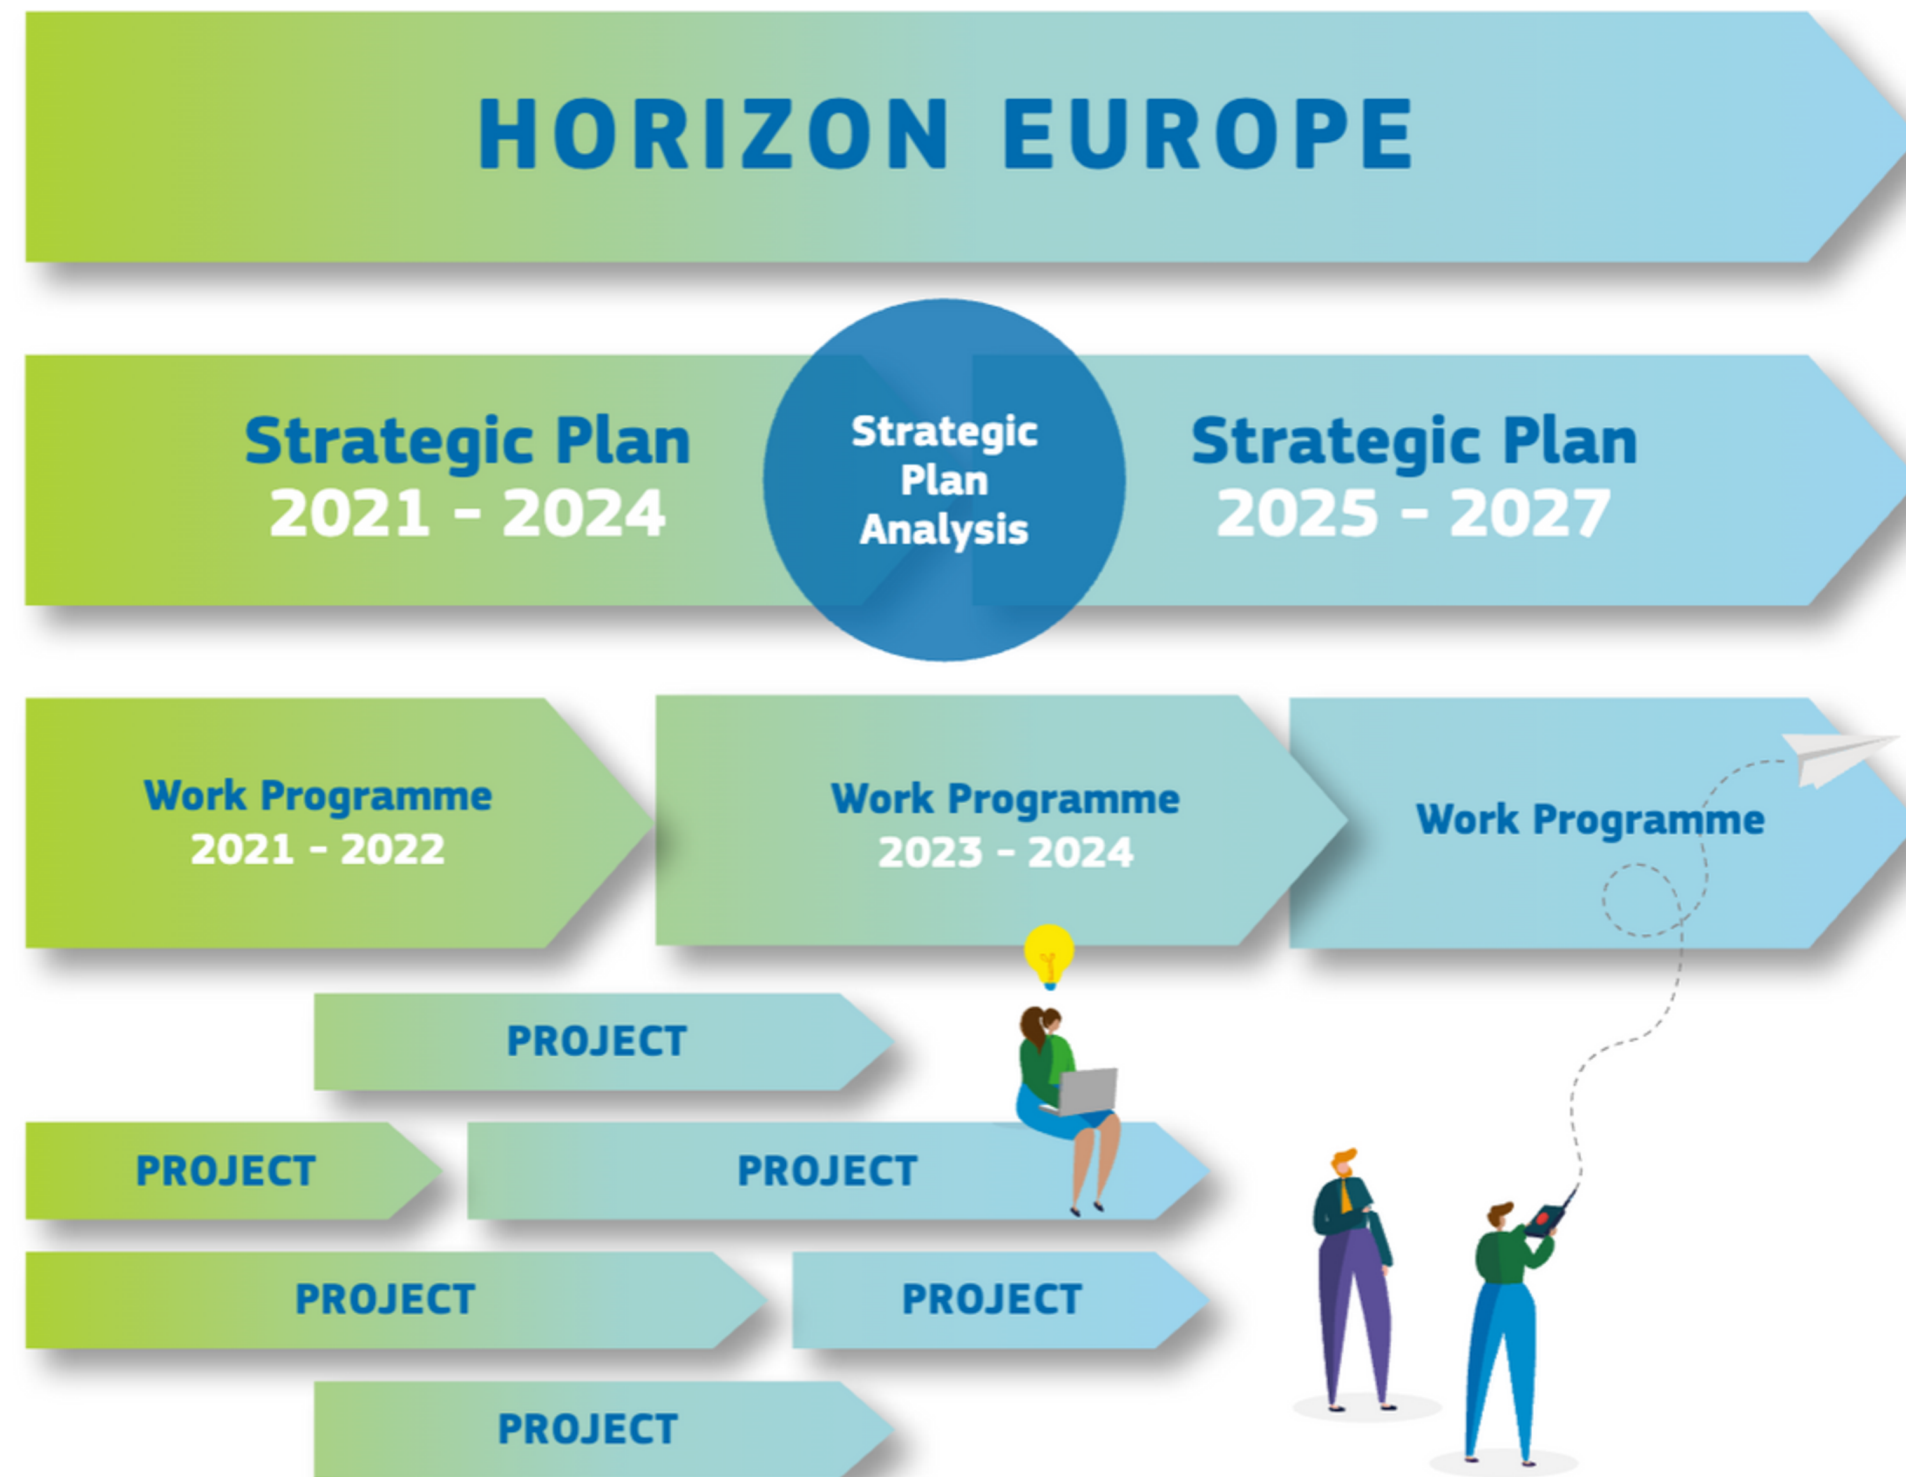 HORIZON EUROPE
Strategic Plan
2021 - 2024
Strategic
Plan
Analysis
Strategic Plan
2025 - 2027
Work Programme
2021 - 2022
Work Programme
2023 - 2024
Work Programme
PROJECT
PROJECT
PROJECT
PROJECT
PROJECT
PROJECT